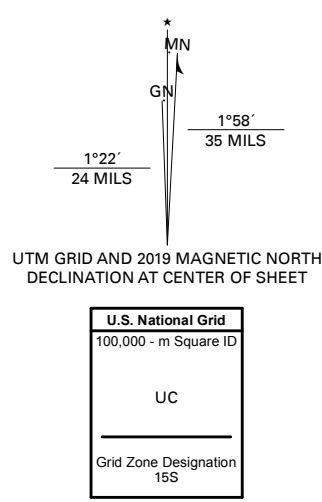 ★
MN
GN
1°58´
35 MILS
1°22´
24 MILS
UTM GRID AND 2019 MAGNETIC NORTH
DECLINATION AT CENTER OF SHEET
U.S. National Grid
100,000 - m Square ID
UC
Grid Zone Designation
15S